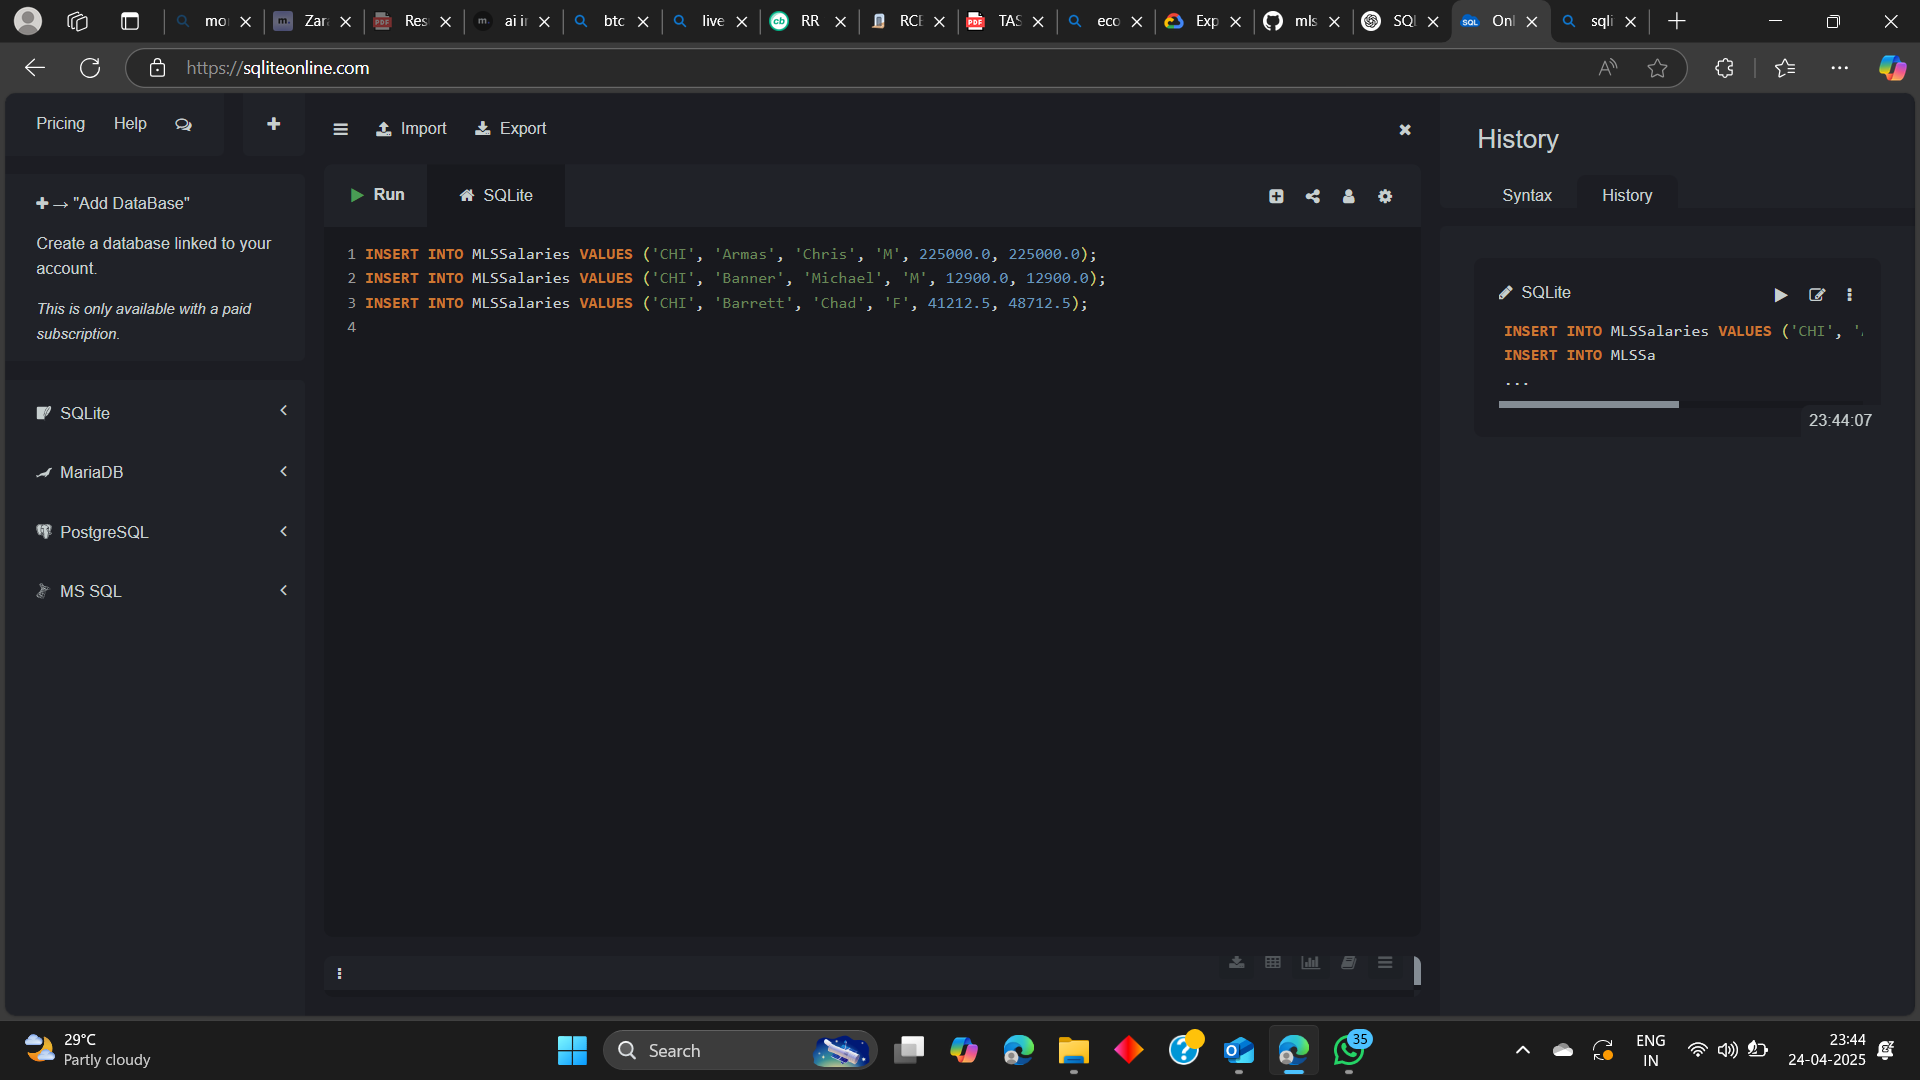 mo
Zar
Res
ai i
btc
live
RR
RCE
TAS
eco
Exp
mls
SQL
Onl
sqli
https://sqliteonline.com
Pricing
Help
Import
Export
History
Run
SQLite
Syntax
History
"Add DataBase"
Create a database linked to your
account.
This is only available with a paid
subscription.
SQLite
MariaDB
PostgreSQL
MS SQL
1 INSERT INTO MLSSalaries VALUES ('CHI', 'Armas', 'Chris', 'M', 225000.0, 225000.0);
2 INSERT INTO MLSSalaries VALUES ('CHI', 'Banner', 'Michael', 'M', 12900.0, 12900.0);
3 INSERT INTO MLSSalaries VALUES ('CHI', 'Barrett', 'Chad', 'F', 41212.5, 48712.5);
4
SQLite
INSERT INTO MLSSalaries VALUES ('CHI', '
INSERT INTO MLSSa
...
23:44:07
29°C
Partly cloudy
Search
35
ENG
IN
23:44
24-04-2025